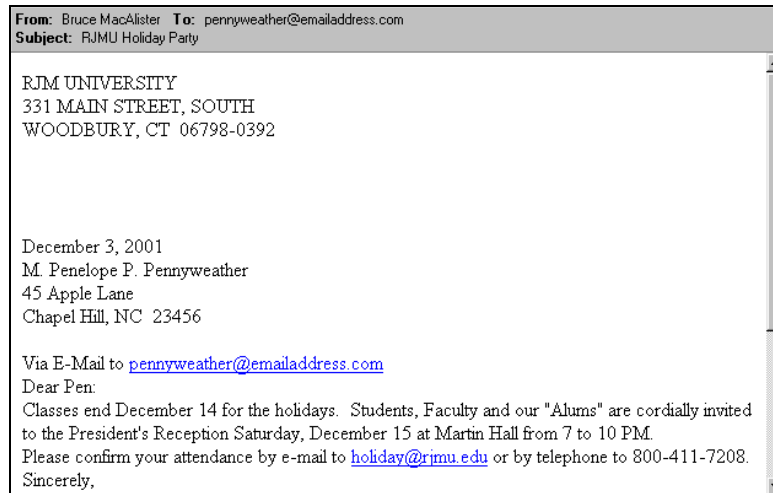 From: Bruce MacAlister To: pennyweather@emailaddress.com
Subject: RJMU Holiday Party
RJM UNIVERSITY
331 MAIN STREET, SOUTH
WOODBURY, CT 06798-0392
December 3, 2001
M. Penelope P. Pennyweather
45 Apple Lane
Chapel Hill, NC 23456
Via E-Mail to pennyweather@emailaddress.com
Dear Pen:
Classes end December 14 for the holidays. Students, Faculty and our "Alums" are cordially invited
to the President's Reception Saturday, December 15 at Martin Hall from 7 to 10 PM.
Please confirm your attendance by e-mail to holiday@rjmu.edu or by telephone to 800-411-7208.
Sincerely,